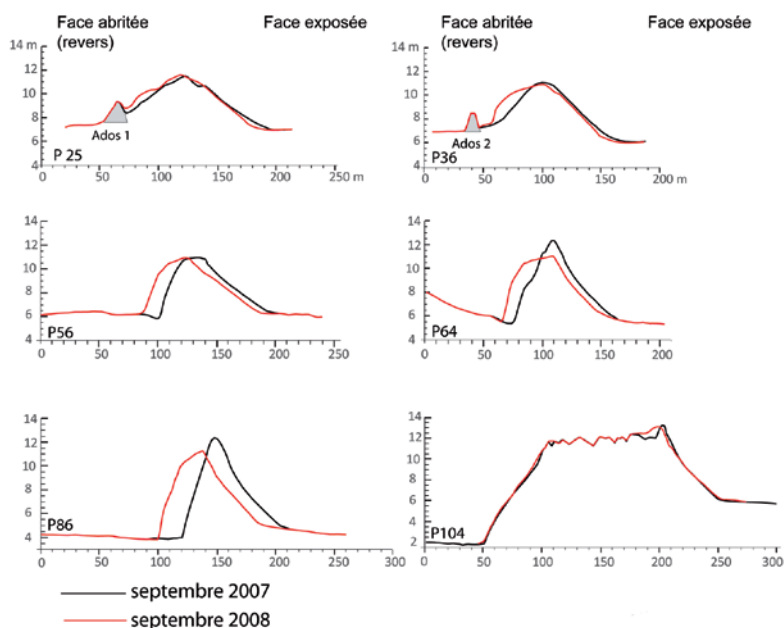 Face abritée
(revers)
Face exposée
Face abritée
(revers)
Face exposée
14 m
12
10
8
6
4
Ados 1
P 25
0 50 100 150 200 250 m
14 m
12
10
8
6
4
Ados 2
P36
0 50 100 150 200 m
14
12
10
8
6
4
P56
0 50 100 150 200 250
14
12
10
8
6
4
P64
0 50 100 150 200
14
12
10
8
6
4
P86
0 50 100 150 200 250 300
14
12
10
8
6
4
2
P104
0 50 100 150 200 250 300
septembre 2007
septembre 2008